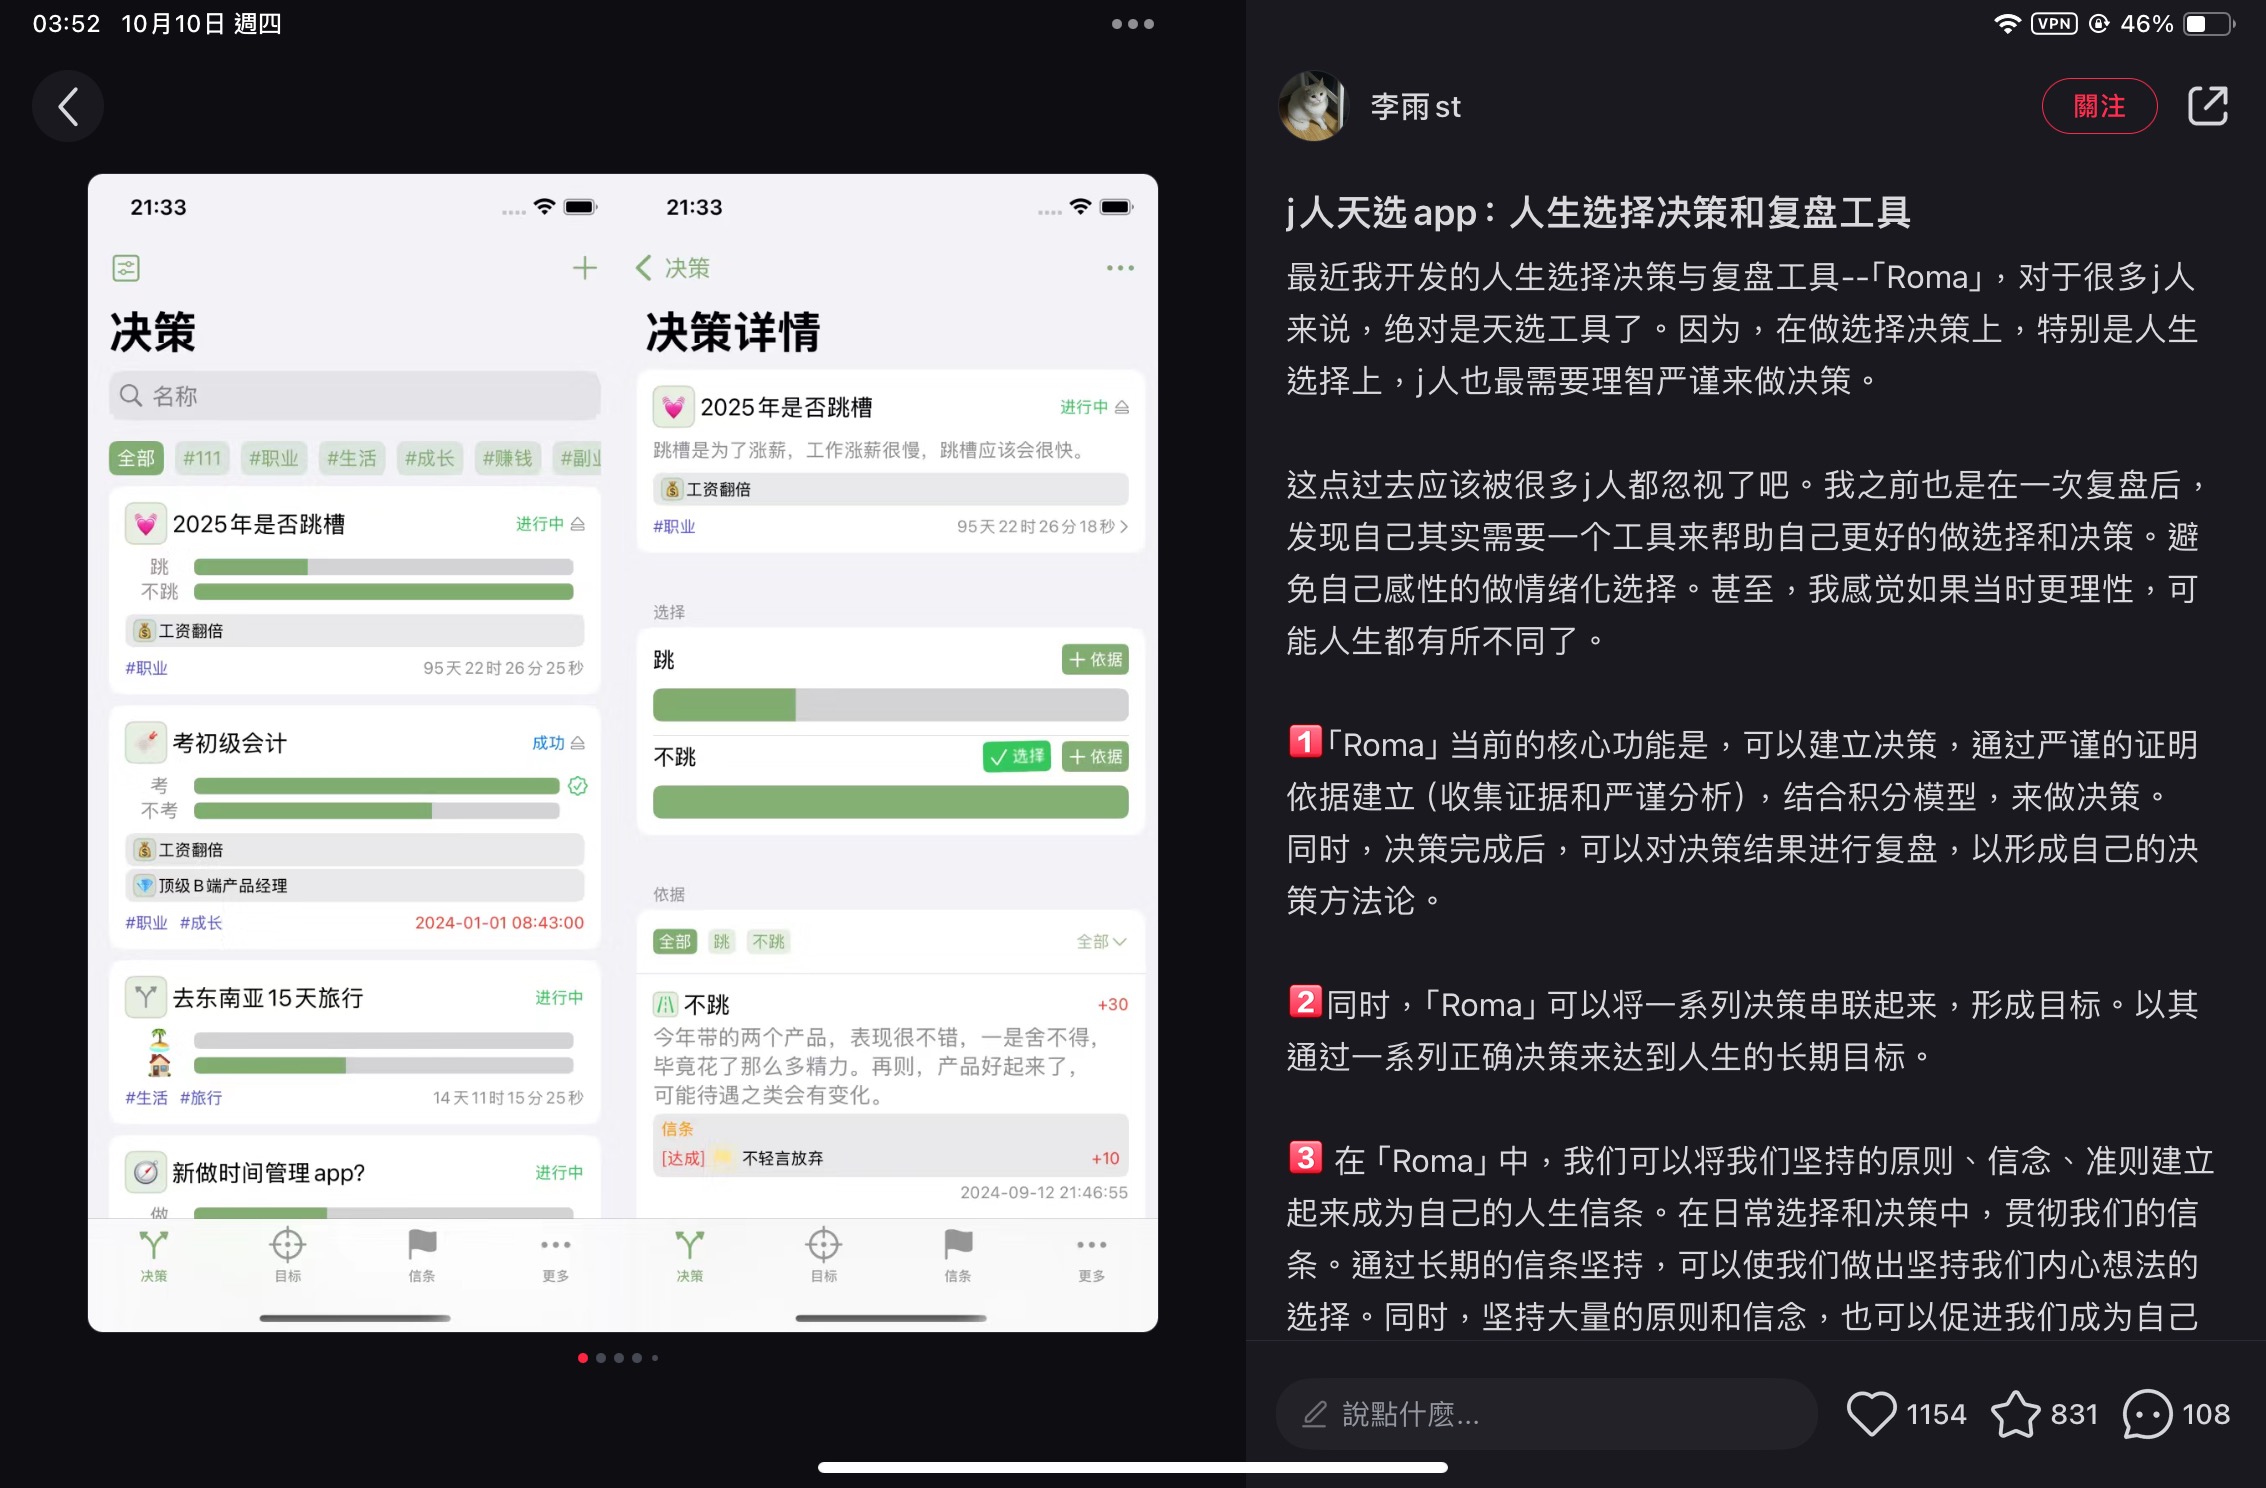 03:52 10月10日 週四
VPN 46%
21:33
决策
名称
全部 #111 #职业 #生活 #成长 #赚钱 #副业
2025年是否跳槽 进行中
跳
不跳
工资翻倍
#职业 95天22时26分25秒
考初级会计 成功
考
不考
工资翻倍
顶级B端产品经理
#职业 #成长 2024-01-01 08:43:00
去东南亚15天旅行 进行中
#生活 #旅行 14天11时15分25秒
新做时间管理app? 进行中
做
决策 目标 信条 更多
21:33
决策
决策详情
2025年是否跳槽 进行中
跳槽是为了涨薪，工作涨薪很慢，跳槽应该会很快。
工资翻倍
#职业 95天22时26分18秒
选择
跳 依据
不跳 选择 依据
依据
全部 跳 不跳 全部
不跳 +30
今年带的两个产品，表现很不错，一是舍不得，
毕竟花了那么多精力。再则，产品好起来了，
可能待遇之类会有变化。
信条
[达成] 不轻言放弃 +10
2024-09-12 21:46:55
决策 目标 信条 更多
李雨st 關注
j人天选app：人生选择决策和复盘工具
最近我开发的人生选择决策与复盘工具--「Roma」，对于很多j人
来说，绝对是天选工具了。因为，在做选择决策上，特别是人生
选择上，j人也最需要理智严谨来做决策。
这点过去应该被很多j人都忽视了吧。我之前也是在一次复盘后，
发现自己其实需要一个工具来帮助自己更好的做选择和决策。避
免自己感性的做情绪化选择。甚至，我感觉如果当时更理性，可
能人生都有所不同了。
1️⃣「Roma」当前的核心功能是，可以建立决策，通过严谨的证明
依据建立（收集证据和严谨分析），结合积分模型，来做决策。
同时，决策完成后，可以对决策结果进行复盘，以形成自己的决
策方法论。
2️⃣同时，「Roma」可以将一系列决策串联起来，形成目标。以其
通过一系列正确决策来达到人生的长期目标。
3️⃣ 在「Roma」中，我们可以将我们坚持的原则、信念、准则建立
起来成为自己的人生信条。在日常选择和决策中，贯彻我们的信
条。通过长期的信条坚持，可以使我们做出坚持我们内心想法的
选择。同时，坚持大量的原则和信念，也可以促进我们成为自己
說點什麼... 1154 831 108